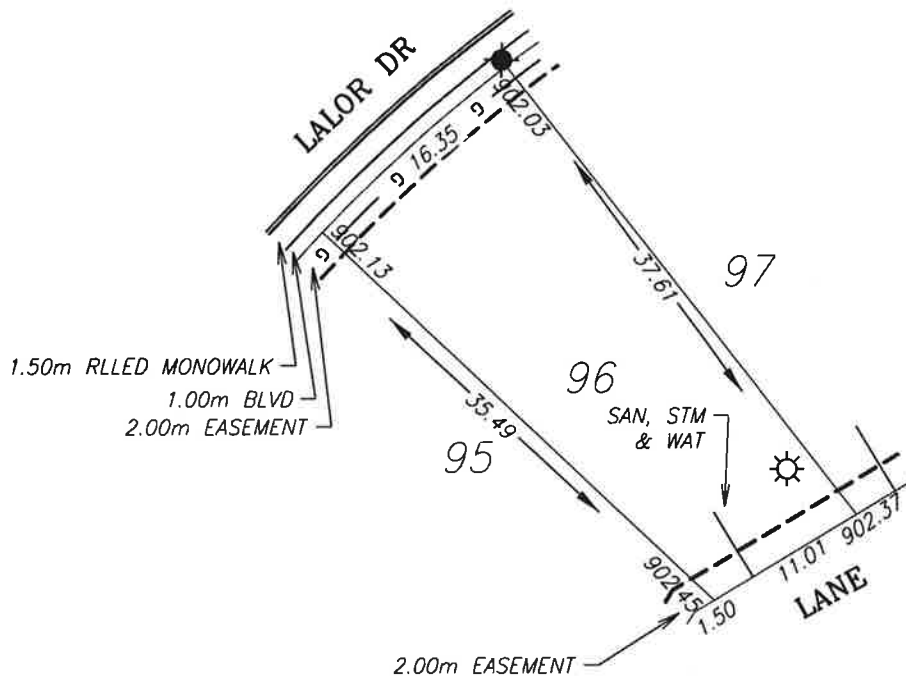 LALOR DR
902.03
G
16.35
G
902.13
G
37.61
97
1.50m RLLED MONOWALK
1.00m BLVD
2.00m EASEMENT
96
35.49
SAN, STM
& WAT
95
902.45
1.50
11.01
902.37
LANE
2.00m EASEMENT